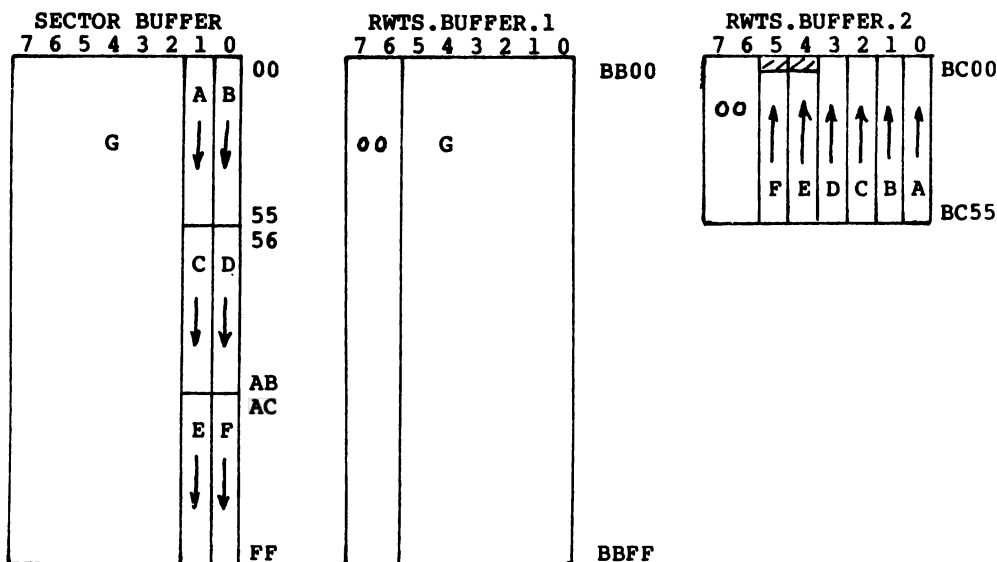 SECTOR BUFFER RWTS.BUFFER.1 RWTS.BUFFER.2
7 6 5 4 3 2 1 0 7 6 5 4 3 2 1 0 7 6 5 4 3 2 1 0
00 BB00 BC00
A B
00
G 00 G
F E D C B A
55 BC55
56
C D
AB
AC
E F
FF BBFF